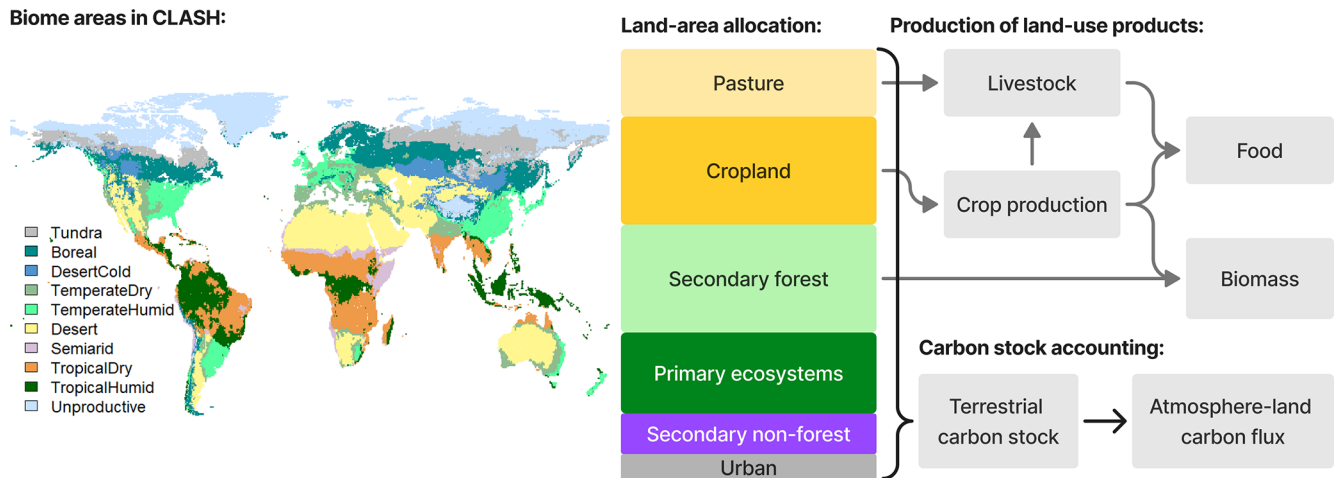 Biome areas in CLASH:
Tundra
Boreal
DesertCold
TemperateDry
TemperateHumid
Desert
Semiarid
TropicalDry
TropicalHumid
Unproductive
Land-area allocation:
Pasture
Cropland
Secondary forest
Primary ecosystems
Secondary non-forest
Urban
Production of land-use products:
Livestock
Crop production
Food
Biomass
Carbon stock accounting:
Terrestrial
carbon stock
Atmosphere-land
carbon flux